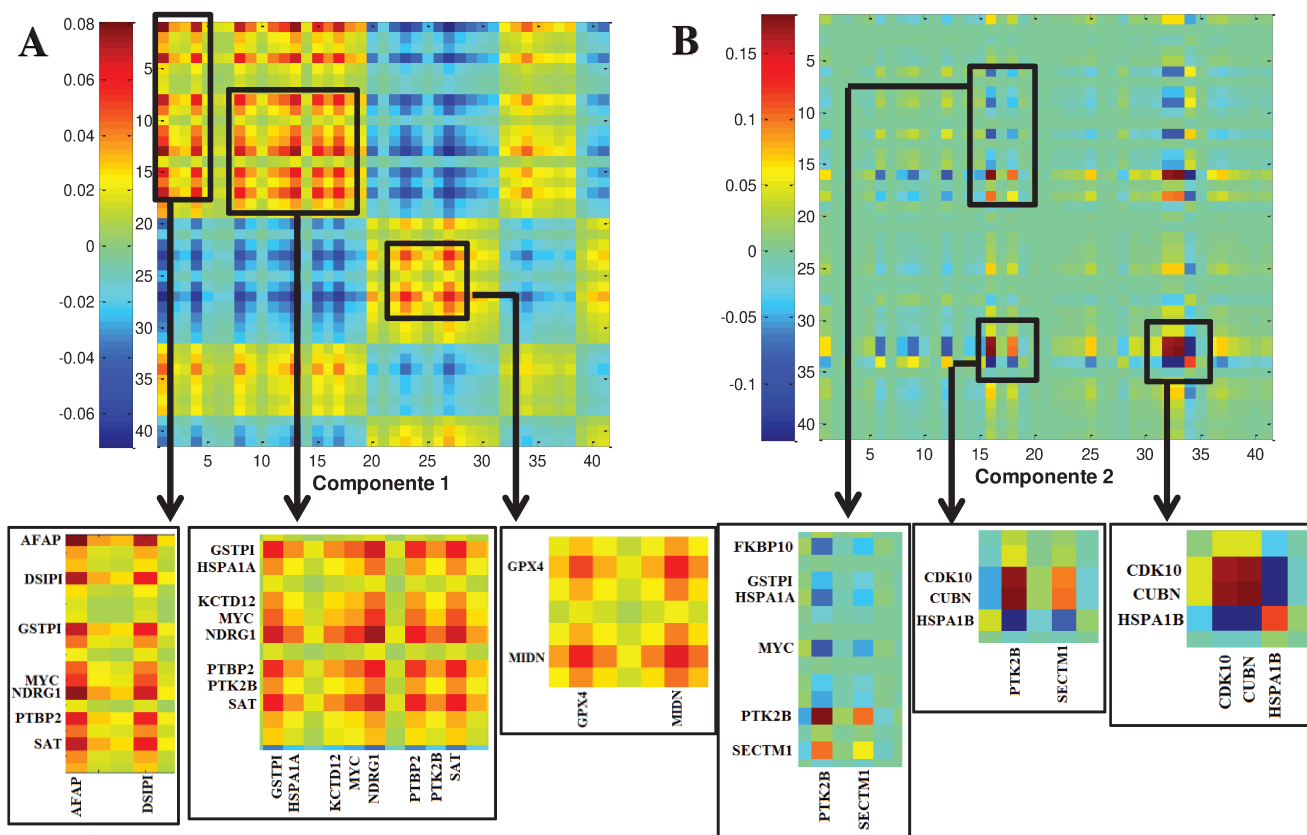 A
0.08
0.06
0.04
0.02
0
-0.02
-0.04
-0.06
5
10
15
20
25
30
35
40
5
10
15
20
25
30
35
40
Componente 1
B
0.15
0.1
0.05
0
-0.05
-0.1
5
10
15
20
25
30
35
40
5
10
15
20
25
30
35
40
Componente 2
AFAP
DSIPI
GSTPI
MYC
NDRG1
PTBP2
SAT
AFAP
DSIPI
GSTPI
HSPA1A
KCTD12
MYC
NDRG1
PTBP2
PTK2B
SAT
GSTPI
HSPA1A
KCTD12
MYC
NDRG1
PTBP2
PTK2B
SAT
GPX4
MIDN
GPX4
MIDN
FKBP10
GSTPI
HSPA1A
MYC
PTK2B
SECTM1
PTK2B
SECTM1
CDK10
CUBN
HSPA1B
PTK2B
SECTM1
CDK10
CUBN
HSPA1B
CDK10
CUBN
HSPA1B